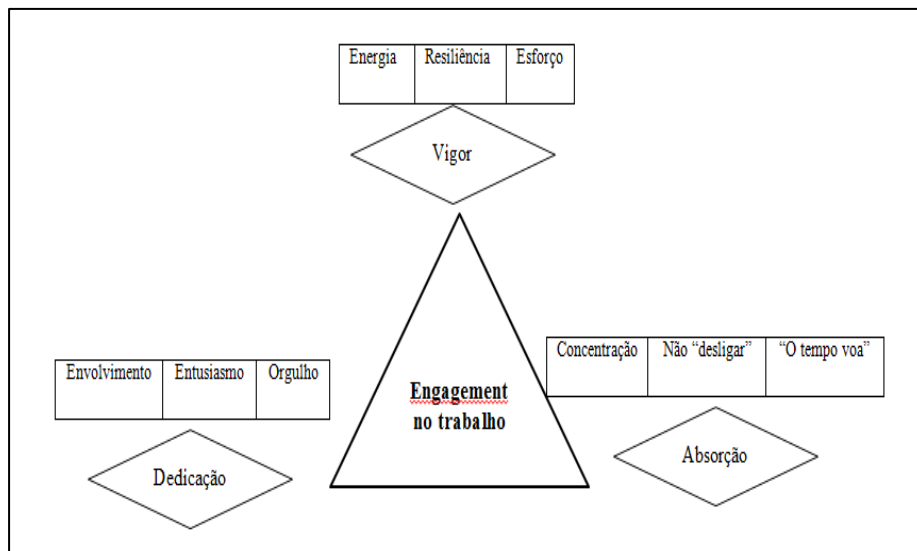 Energia Resiliência Esforço
Vigor
Envolvimento Entusiasmo Orgulho
Dedicação
Engagement
no trabalho
Concentração Não “desligar” “O tempo voa”
Absorção